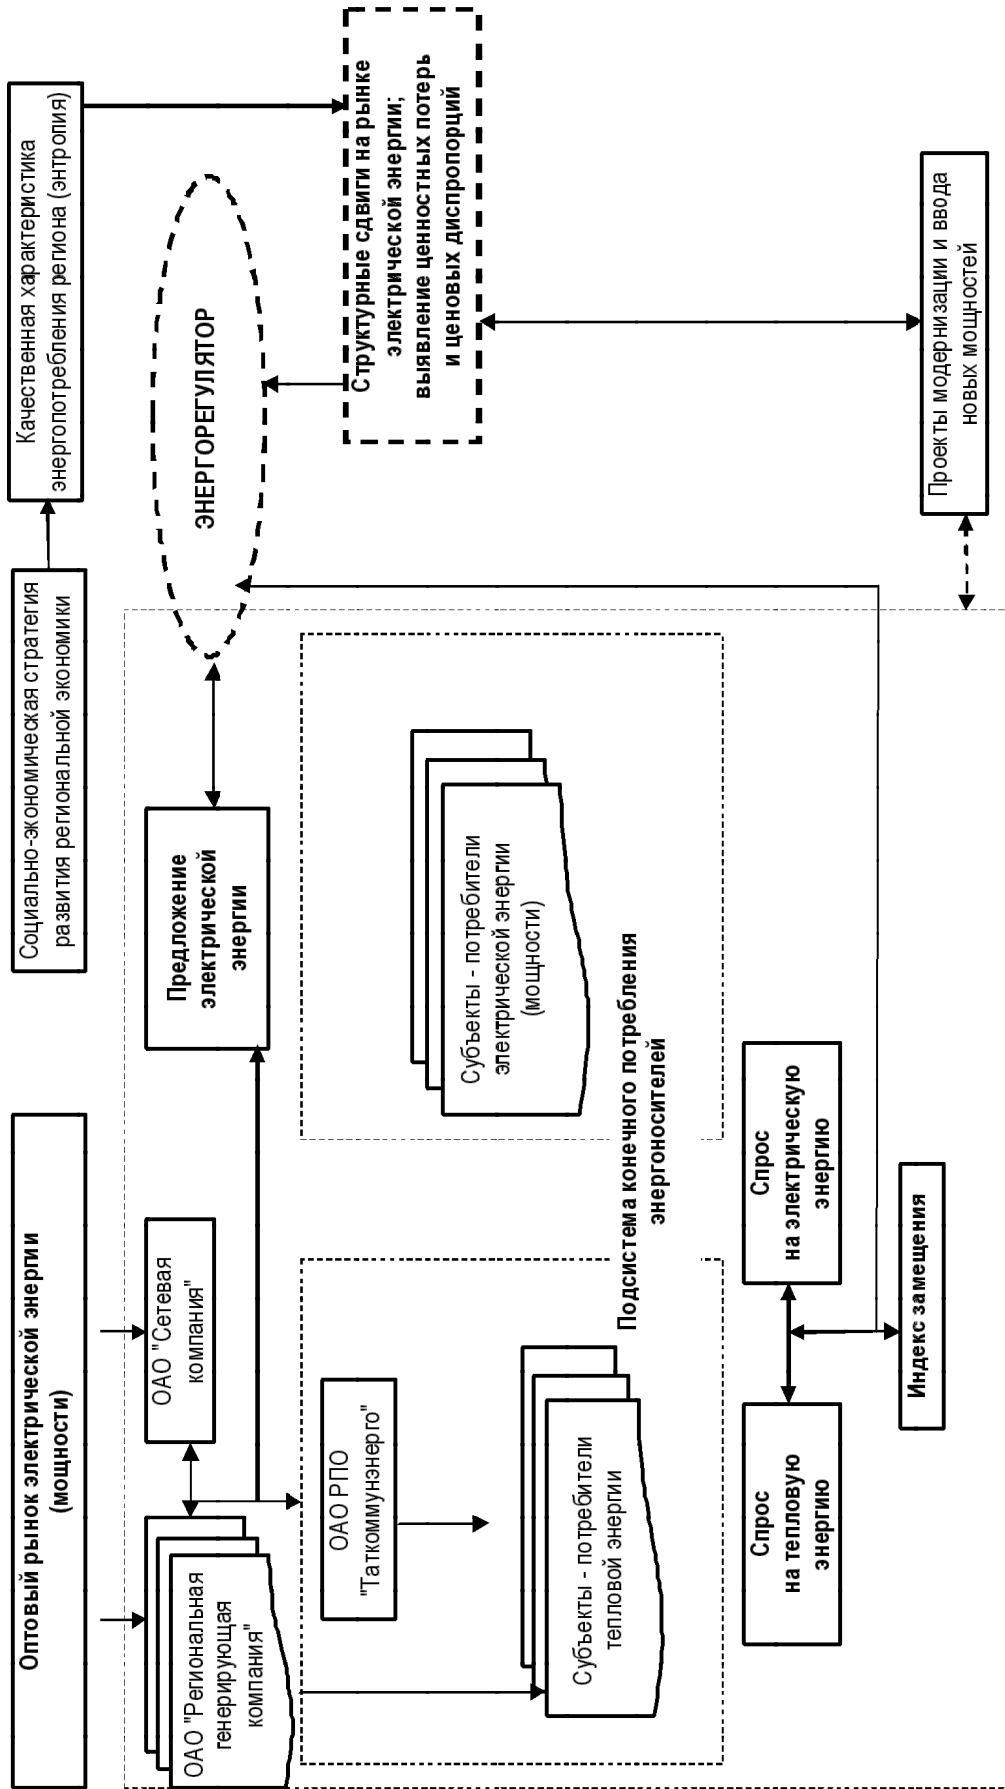 Оптовый рынок электрической энергии
(мощности)
Социально-экономическая стратегия
развития региональной экономики
Качественная характеристика
энергопотребления региона (энтропия)
ОАО "Региональная
генерирующая
компания"
ОАО "Сетевая
компания"
Предложение
электрической
энергии
ЭНЕРГОРЕГУЛЯТОР
ОАО РПО
"Таткоммунэнерго"
Структурные сдвиги на рынке
электрической энергии;
выявление ценностных потерь
и ценовых диспропорций
Субъекты - потребители
тепловой энергии
Субъекты - потребители
электрической энергии
(мощности)
Подсистема конечного потребления
энергоносителей
Спрос
на тепловую
энергию
Спрос
на электрическую
энергию
Индекс замещения
Проекты модернизации и ввода
новых мощностей